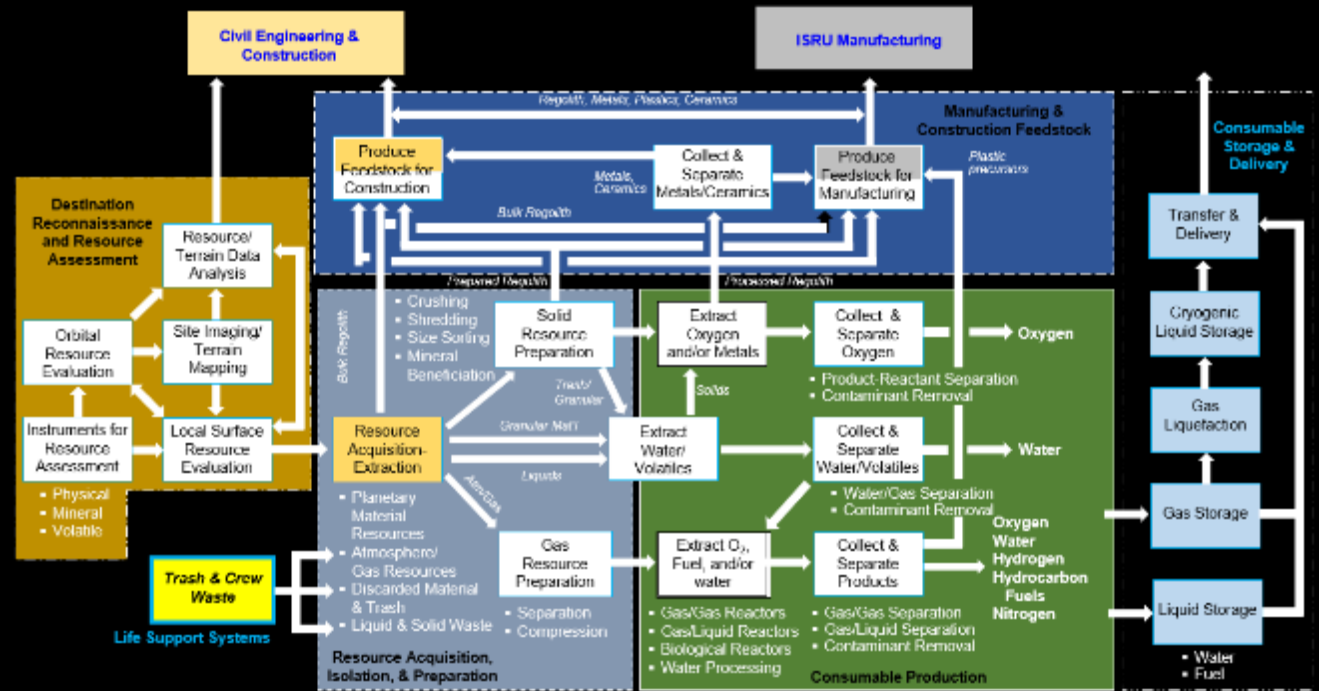 Civil Engineering &
Construction
ISRU Manufacturing
Regolith, Metals, Plastics, Ceramics
Manufacturing &
Construction Feedstock
Consumable
Storage &
Delivery
Produce
Feedstock for
Construction
Collect &
Separate
Metals/Ceramics
Metals,
Ceramics
Produce
Feedstock for
Manufacturing
Plastic
precursors
Bulk Regolith
Prepared Regolith
Processed Regolith
Destination
Reconnaissance
and Resource
Assessment
Resource/
Terrain Data
Analysis
Orbital
Resource
Evaluation
Site Imaging/
Terrain
Mapping
Instruments for
Resource
Assessment
Local Surface
Resource
Evaluation
▪ Physical
▪ Mineral
▪ Volatile
Trash & Crew
Waste
Life Support Systems
Bulk Regolith
▪ Crushing
▪ Shredding
▪ Size Sorting
▪ Mineral
Beneficiation
Solid
Resource
Preparation
Trash/
Granular
Resource
Acquisition-
Extraction
Granular Mat'l
Liquids
Atm/Gas
▪ Planetary
Material
Resources
▪ Atmosphere/
Gas Resources
▪ Discarded Material
& Trash
▪ Liquid & Solid Waste
Gas
Resource
Preparation
▪ Separation
▪ Compression
Resource Acquisition,
Isolation, & Preparation
Extract
Oxygen
and/or Metals
Solids
Extract
Water/
Volatiles
Extract O₂,
Fuel, and/or
water
▪ Gas/Gas Reactors
▪ Gas/Liquid Reactors
▪ Biological Reactors
▪ Water Processing
Collect &
Separate
Oxygen
▪ Product-Reactant Separation
▪ Contaminant Removal
Oxygen
Collect &
Separate
Water/Volatiles
▪ Water/Gas Separation
▪ Contaminant Removal
Water
Collect &
Separate
Products
▪ Gas/Gas Separation
▪ Gas/Liquid Separation
▪ Contaminant Removal
Oxygen
Water
Hydrogen
Hydrocarbon
Fuels
Nitrogen
Consumable Production
Transfer &
Delivery
Cryogenic
Liquid Storage
Gas
Liquefaction
Gas Storage
Liquid Storage
▪ Water
▪ Fuel